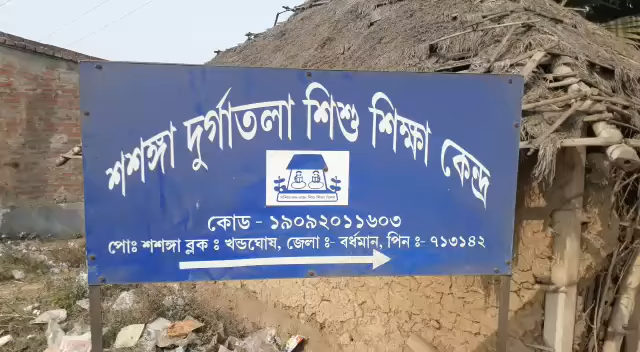 শশঙ্গা দুর্গাতলা শিশু শিক্ষা কেন্দ্র
কোড - ১৯০৯২০১১৬০৩
পোঃ শশঙ্গা ব্লক ঃ খন্ডঘোষ, জেলা ঃ- বর্ধমান, পিন ঃ- ৭১৩১৪২